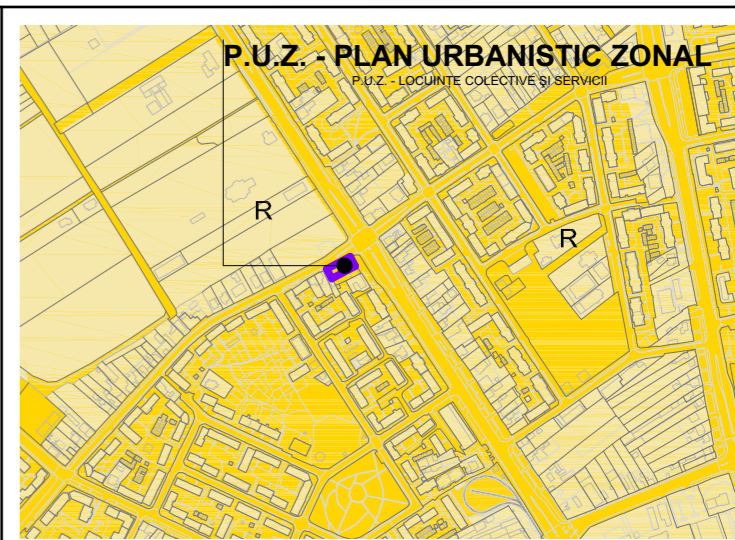 P.U.Z. - PLAN URBANISTIC ZONAL
P.U.Z. - LOCUINTE COLECTIVE ȘI SERVICII
R
R